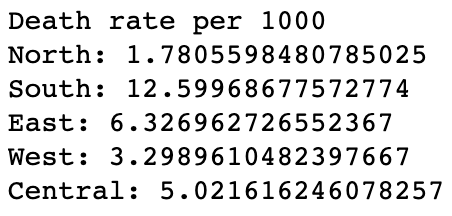 Death rate per 1000
North: 1.7805598480785025
South: 12.59968677572774
East: 6.326962726552367
West: 3.2989610482397667
Central: 5.021616246078257